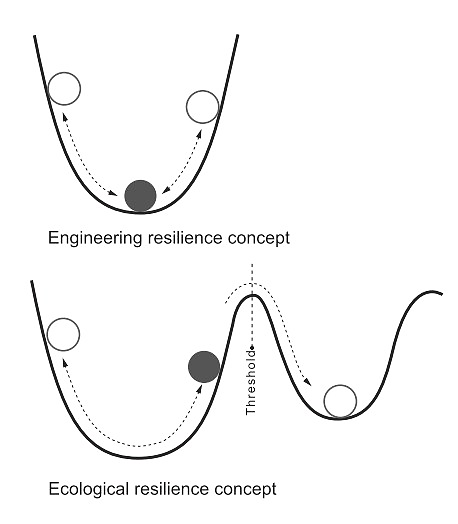 Engineering resilience concept
Threshold
Ecological resilience concept